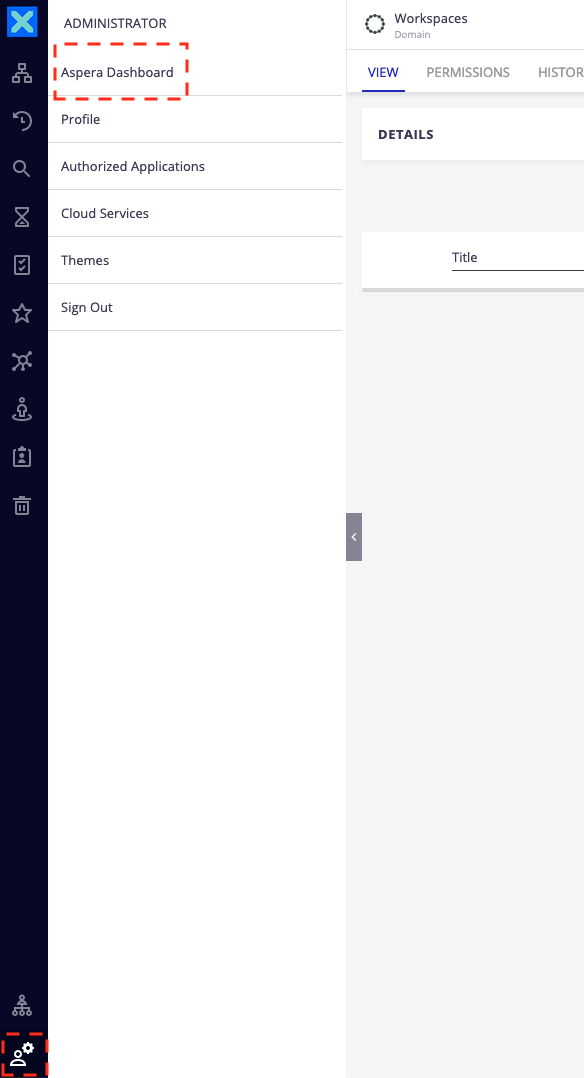 ADMINISTRATOR
Aspera Dashboard
Profile
Authorized Applications
Cloud Services
Themes
Sign Out
Workspaces
Domain
VIEW PERMISSIONS HISTOR
DETAILS
Title